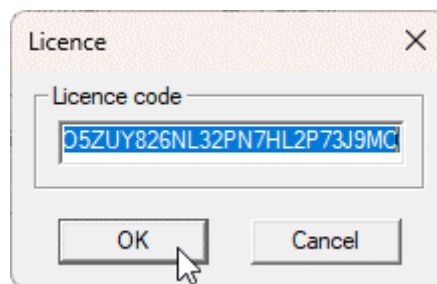 Licence
Licence code
O5ZUY826NL32PN7HL2P73J9MC
OK
Cancel